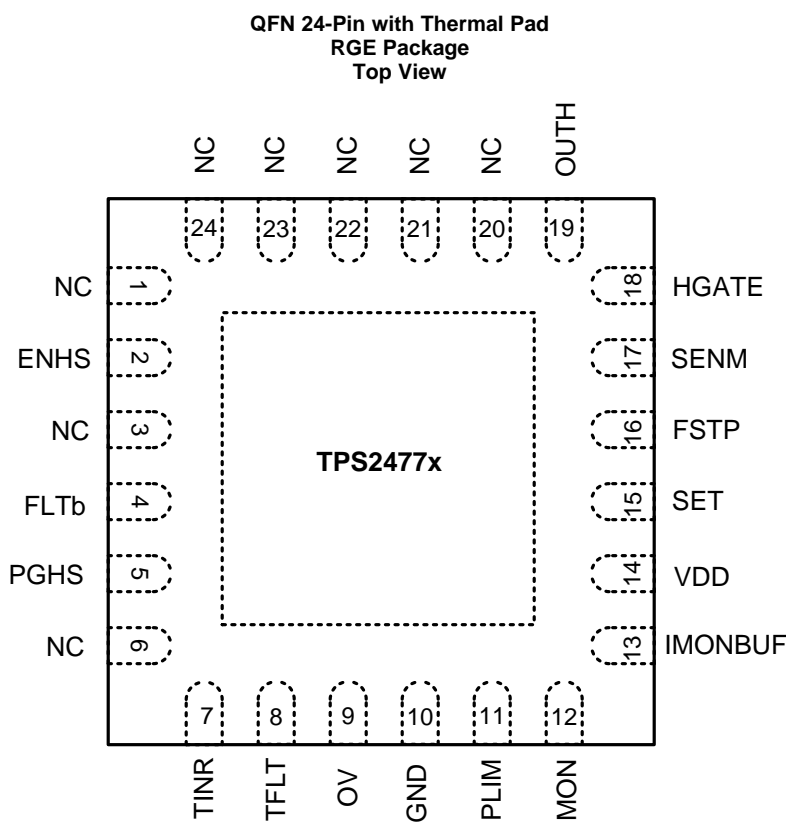 QFN 24-Pin with Thermal Pad
RGE Package
Top View
NC
NC
NC
NC
NC
OUTH
24
23
22
21
20
19
NC
1
ENHS
2
NC
3
FLTb
4
PGHS
5
NC
6
TPS2477x
18
HGATE
17
SENM
16
FSTP
15
SET
14
VDD
13
IMONBUF
7
8
9
10
11
12
TINR
TFLT
OV
GND
PLIM
MON